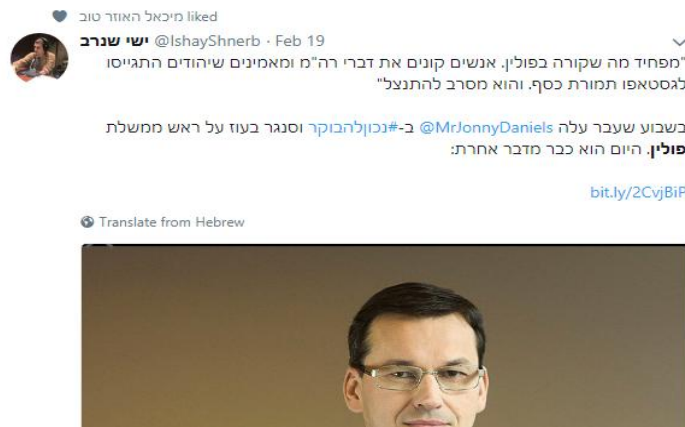 מיכאל האוזר טוב liked
ישי שנרב @IshayShnerb · Feb 19
"מפחיד מה שקורה בפולין. אנשים קונים את דברי רה"מ ומאמינים שיהודים התגייסו
לגסטאפו תמורת כסף. והוא מסרב להתנצל"
בשבוע שעבר עלה @MrJonnyDaniels ב-#נכוןלהבוקר וסנגר בעוז על ראש ממשלת
פולין. היום הוא כבר מדבר אחרת:
bit.ly/2CvjBiP
Translate from Hebrew